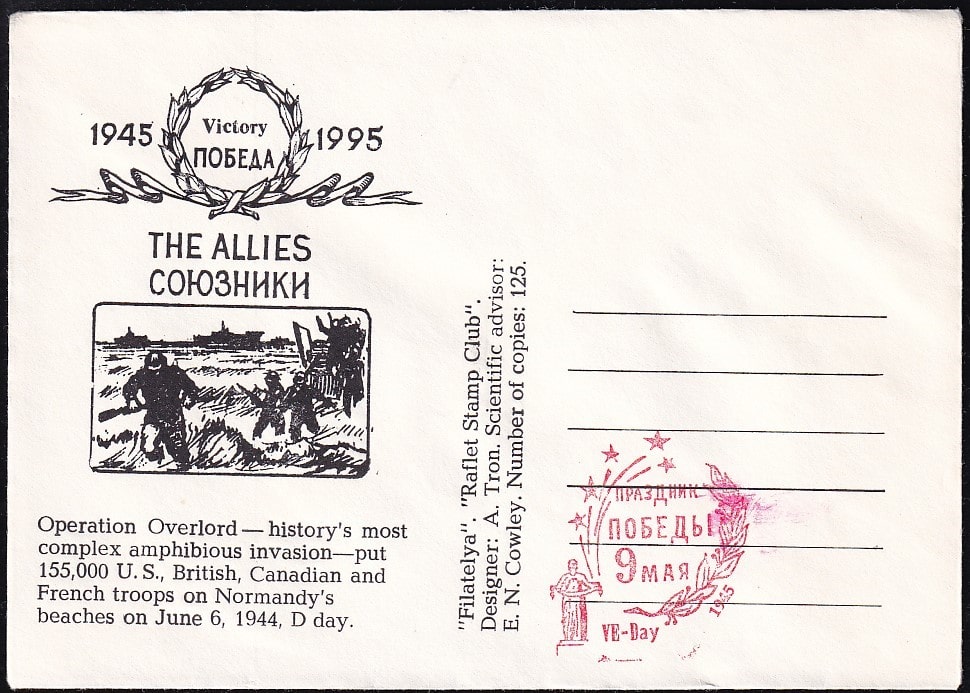 1945 Victory 1995
ПОБЕДА
THE ALLIES
СОЮЗНИКИ
Operation Overlord — history's most
complex amphibious invasion—put
155,000 U. S., British, Canadian and
French troops on Normandy's
beaches on June 6, 1944, D day.
"Filatelya". "Raflet Stamp Club".
Designer: A. Tron. Scientific advisor:
E. N. Cowley. Number of copies: 125.
ПРАЗДНИК
ПОБЕДЫ
9 МАЯ
1945
VE-Day